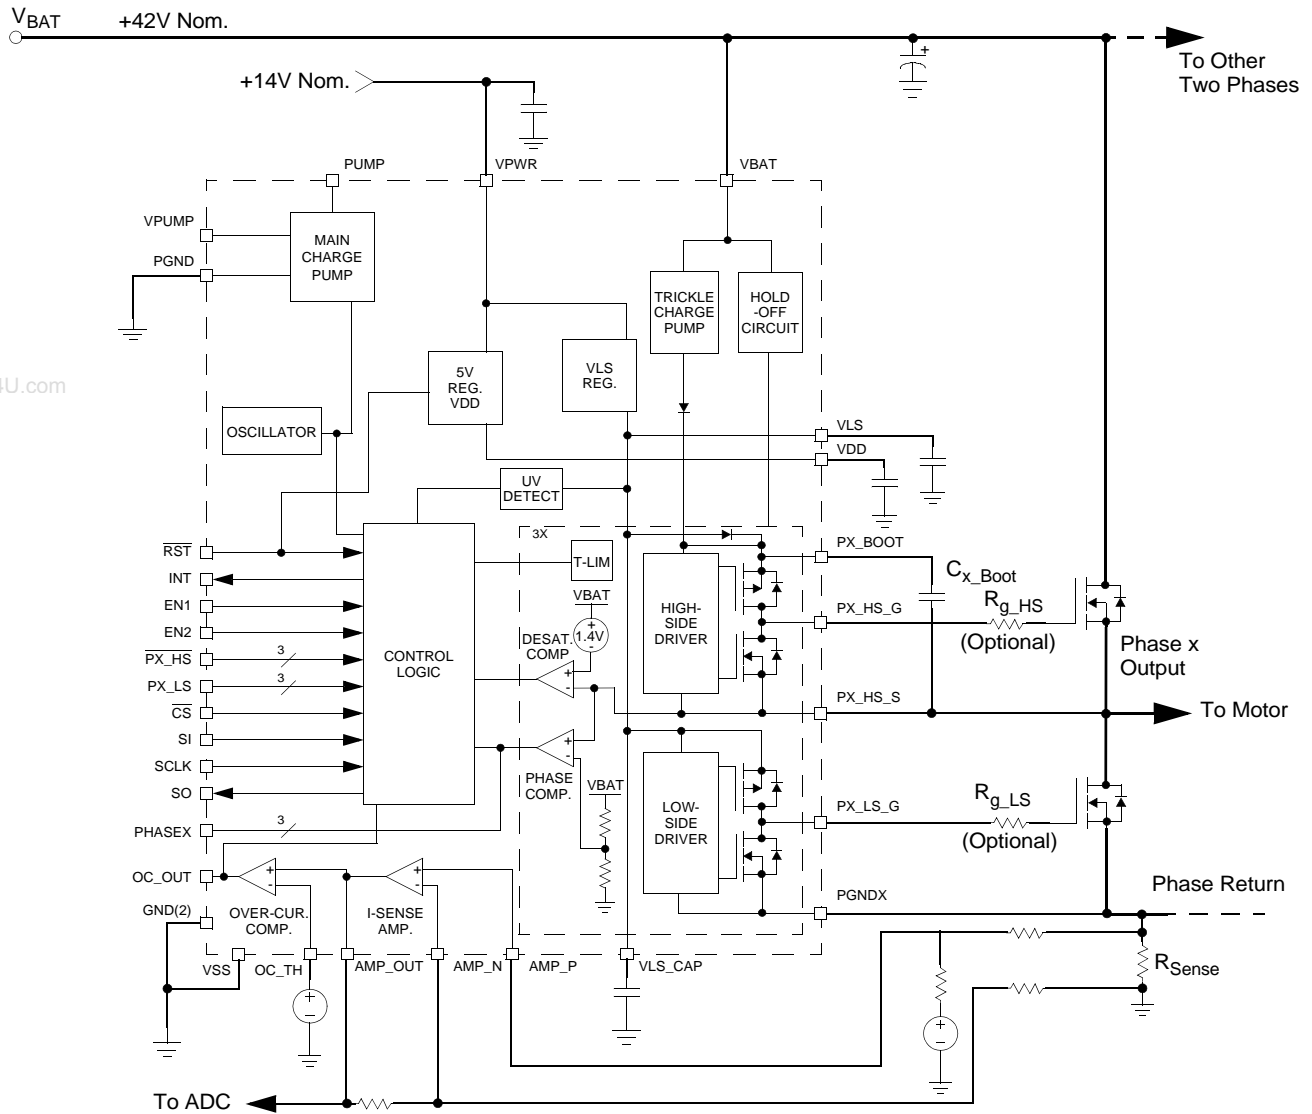 VBAT +42V Nom.
To Other
Two Phases
+14V Nom.
PUMP
VPWR
VBAT
VPUMP
PGND
MAIN
CHARGE
PUMP
TRICKLE
CHARGE
PUMP
HOLD
-OFF
CIRCUIT
4U.com
5V
REG.
VDD
VLS
REG.
OSCILLATOR
VLS
VDD
UV
DETECT
3X
T-LIM
RST
INT
EN1
EN2
PX_HS
3
PX_LS
3
CS
SI
SCLK
SO
PHASEX
3
OC_OUT
GND(2)
CONTROL
LOGIC
VBAT
+
1.4V
-
DESAT.
COMP.
+
-
HIGH-
SIDE
DRIVER
PX_BOOT
Cx_Boot
PX_HS_G
Rg_HS
(Optional)
Phase x
Output
PX_HS_S
To Motor
+
-
PHASE
COMP.
VBAT
LOW-
SIDE
DRIVER
PX_LS_G
Rg_LS
(Optional)
PGNDX
Phase Return
+
-
OVER-CUR.
COMP.
+
-
I-SENSE
AMP.
VSS
OC_TH
AMP_OUT
AMP_N
AMP_P
VLS_CAP
RSense
+
-
+
-
To ADC
+